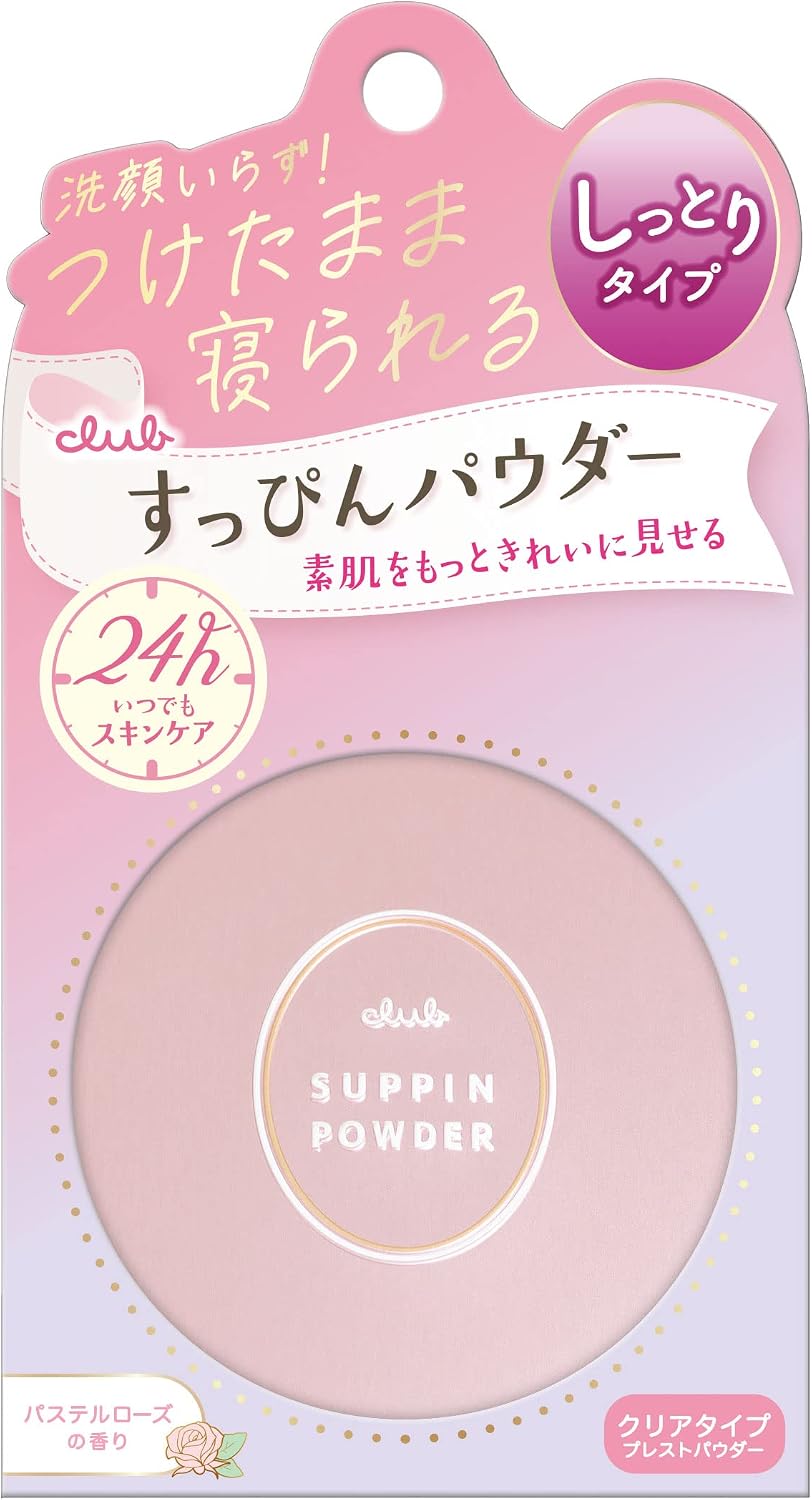 洗顔いらず!
つけたまま
寝られる
しっとり
タイプ
club
すっぴんパウダー
素肌をもっときれいに見せる
24h
いつでも
スキンケア
club
SUPPIN
POWDER
パステルローズ
の香り
クリアタイプ
プレストパウダー